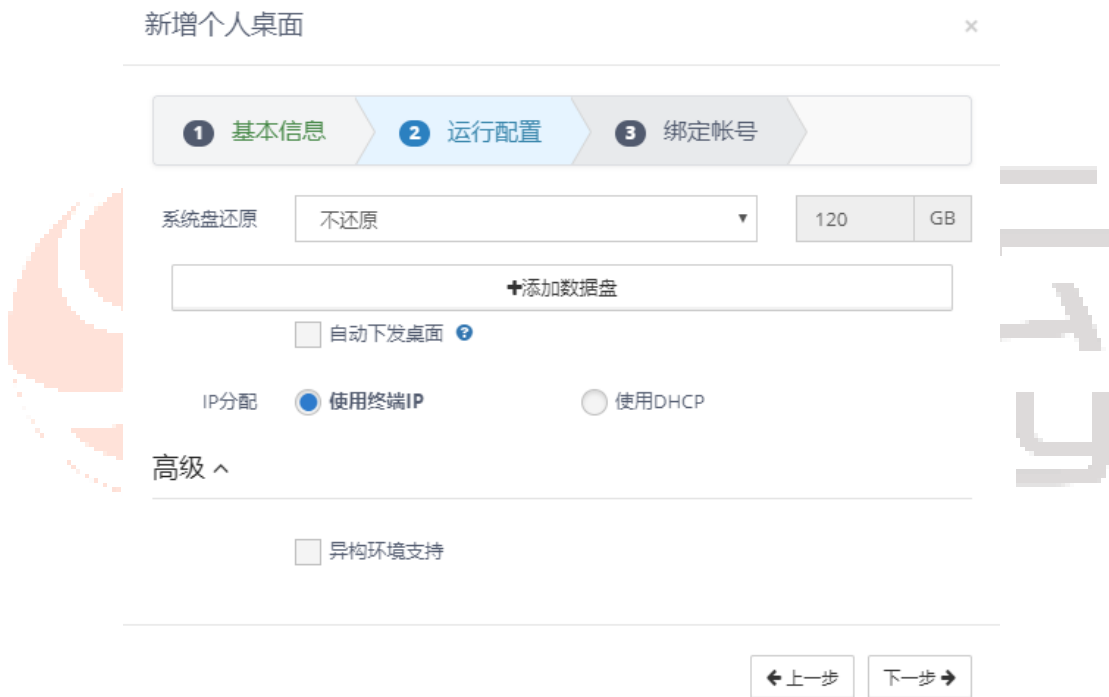 新增个人桌面 ×
1 基本信息 2 运行配置 3 绑定帐号
系统盘还原 不还原 120 GB
+添加数据盘
自动下发桌面 ?
IP分配 使用终端IP 使用DHCP
高级
异构环境支持
上一步 下一步